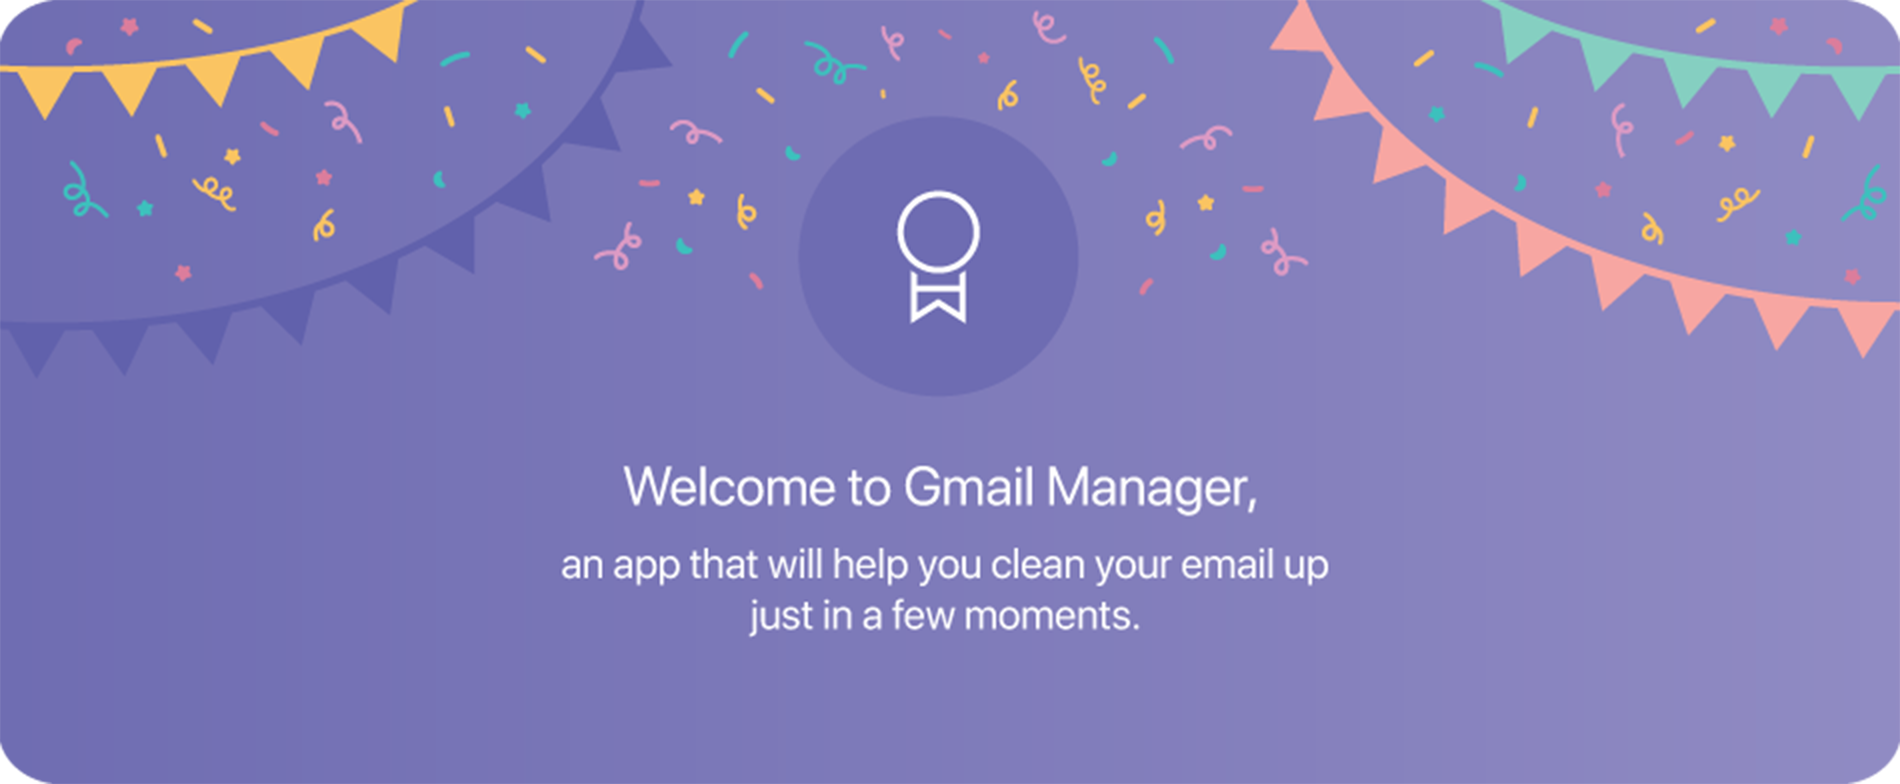 Welcome to Gmail Manager,
an app that will help you clean your email up
just in a few moments.